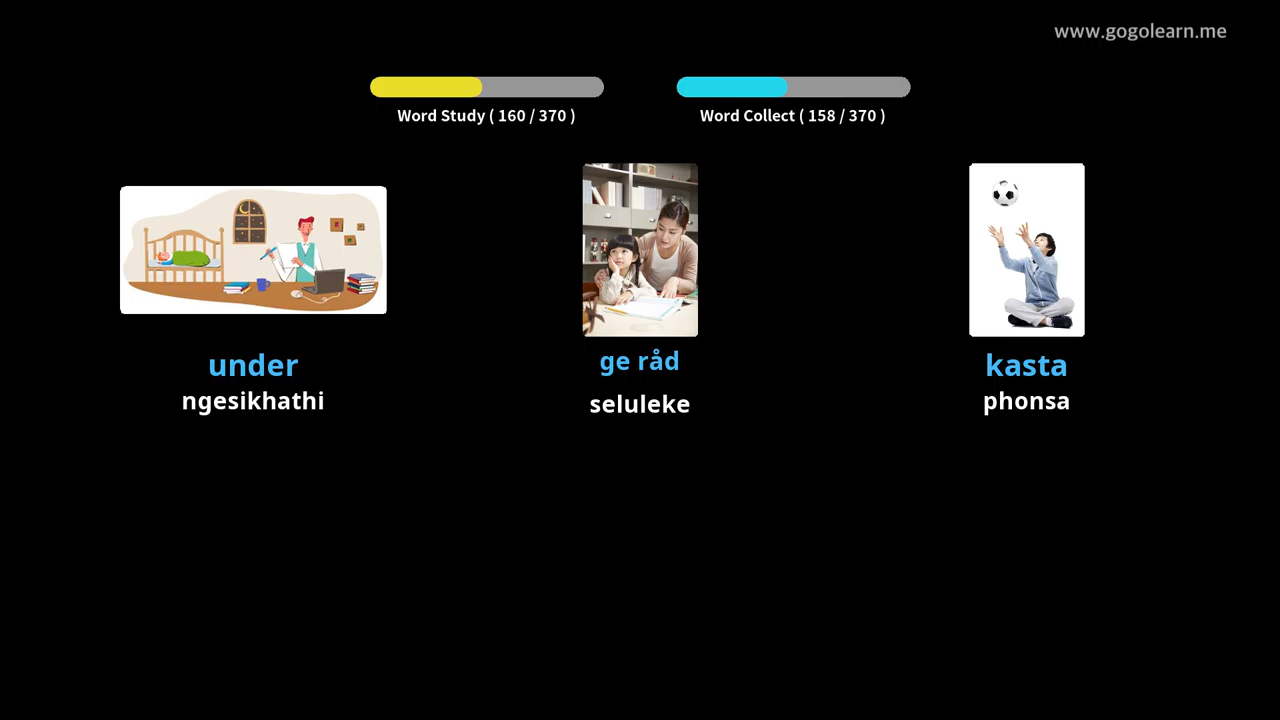 www.gogolearn.me
Word Study ( 160 / 370 )
Word Collect ( 158 / 370 )
under
ngesikhathi
ge råd
seluleke
kasta
phonsa